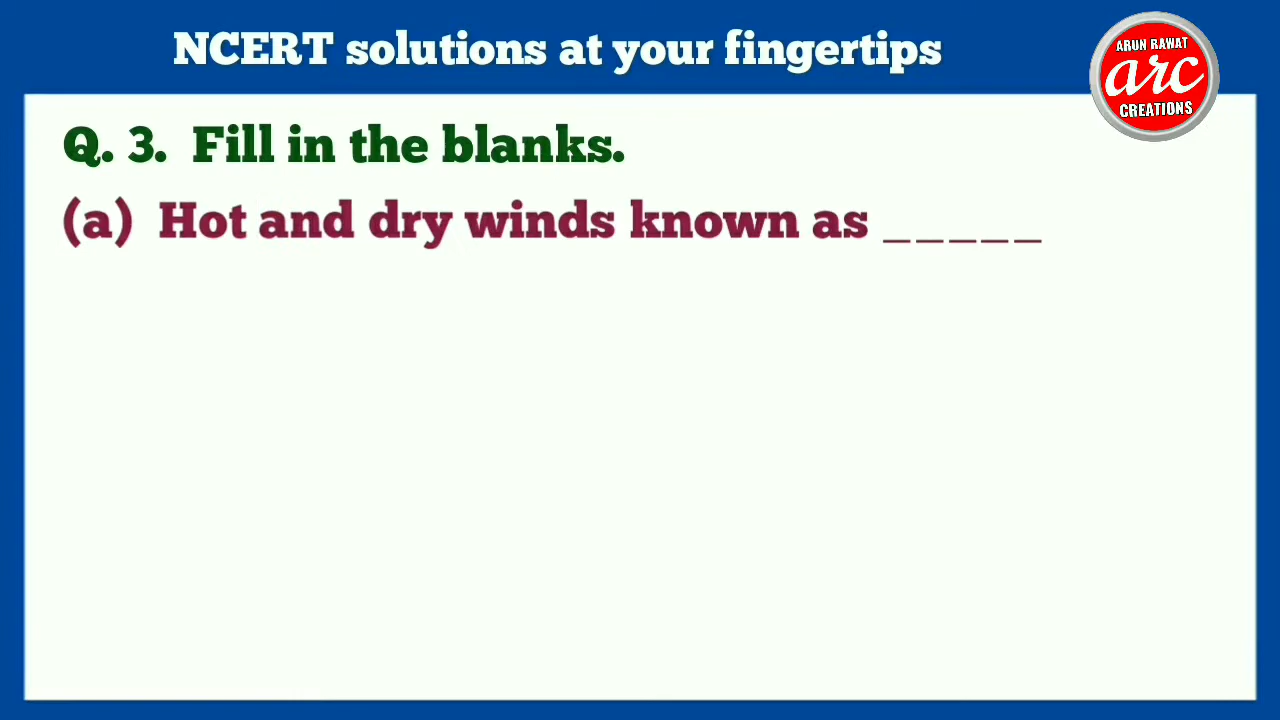 NCERT solutions at your fingertips
ARUN RAWAT
arc
CREATIONS
Q. 3. Fill in the blanks.
(a) Hot and dry winds known as _ _ _ _ _